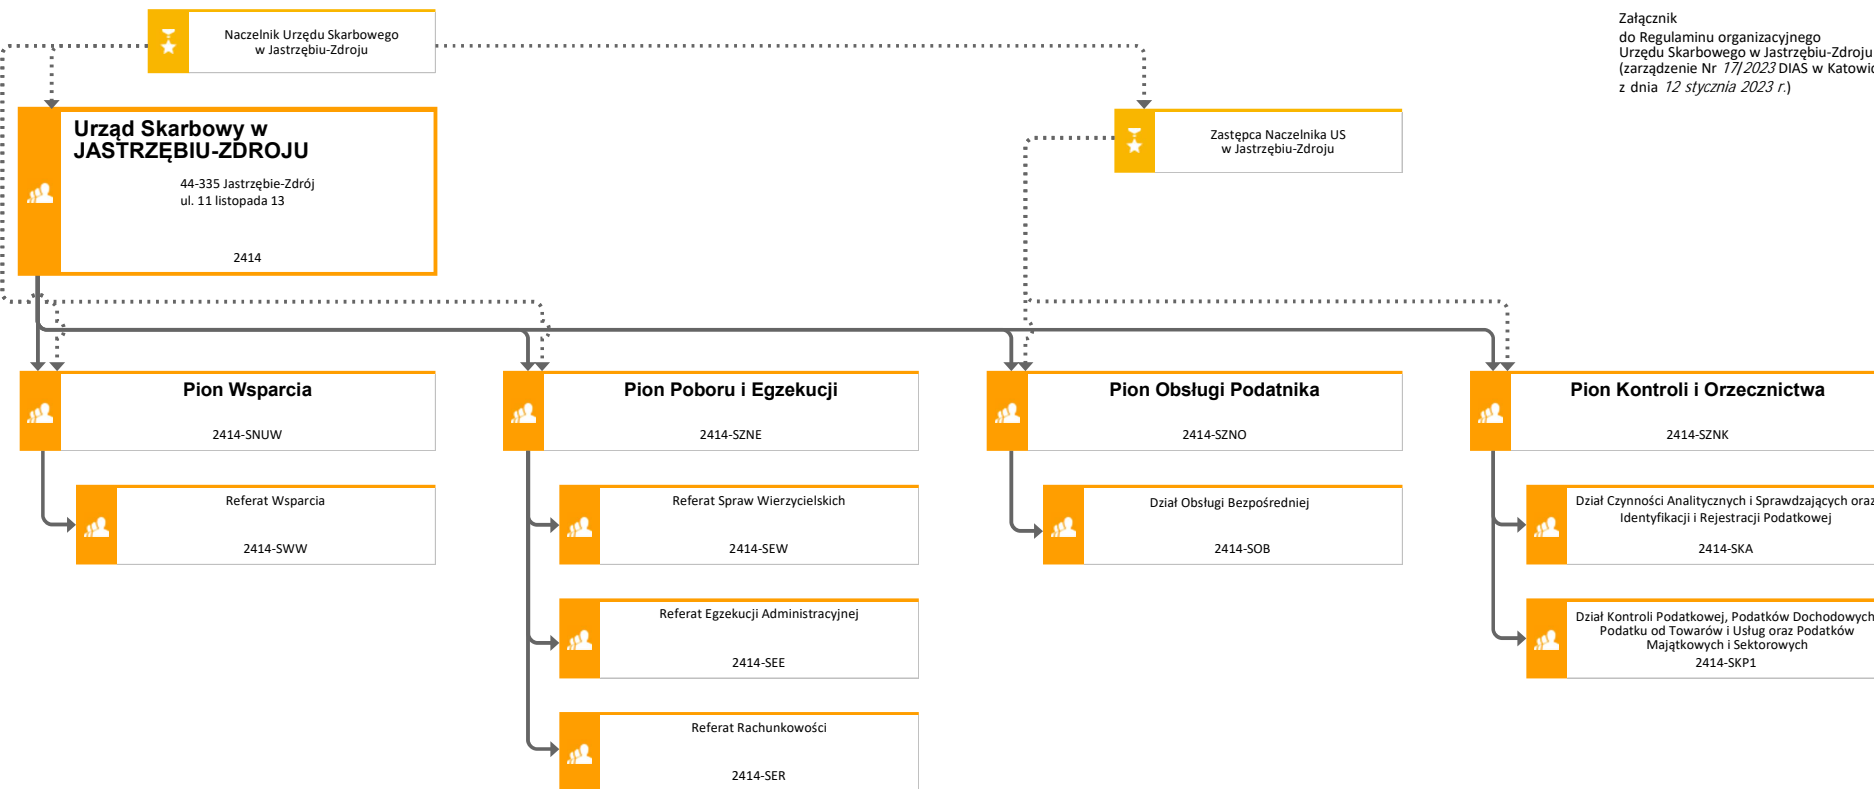 Naczelnik Urzędu Skarbowego
w Jastrzębiu-Zdroju
Załącznik
do Regulaminu organizacyjnego
Urzędu Skarbowego w Jastrzębiu-Zdroju
(zarządzenie Nr 17/2023 DIAS w
z dnia 12 stycznia 2023 r.)
Urząd Skarbowy w
JASTRZĘBIU-ZDROJU
44-335 Jastrzębie-Zdrój
ul. 11 listopada 13
2414
Zastępca Naczelnika US
w Jastrzębiu-Zdroju
Pion Wsparcia
2414-SNUW
Pion Poboru i Egzekucji
2414-SZNE
Pion Obsługi Podatnika
2414-SZNO
Pion Kontroli i Orzecznictwa
2414-SZNK
Referat Wsparcia
2414-SWW
Referat Spraw Wierzycielskich
2414-SEW
Dział Obsługi Bezpośredniej
2414-SOB
Dział Czynności Analitycznych i Sprawdzających oraz
Identyfikacji i Rejestracji Podatkowej
2414-SKA
Referat Egzekucji Administracyjnej
2414-SEE
Dział Kontroli Podatkowej, Podatków Dochodowych
Podatku od Towarów i Usług oraz Podatków
Majątkowych i Sektorowych
2414-SKP1
Referat Rachunkowości
2414-SER